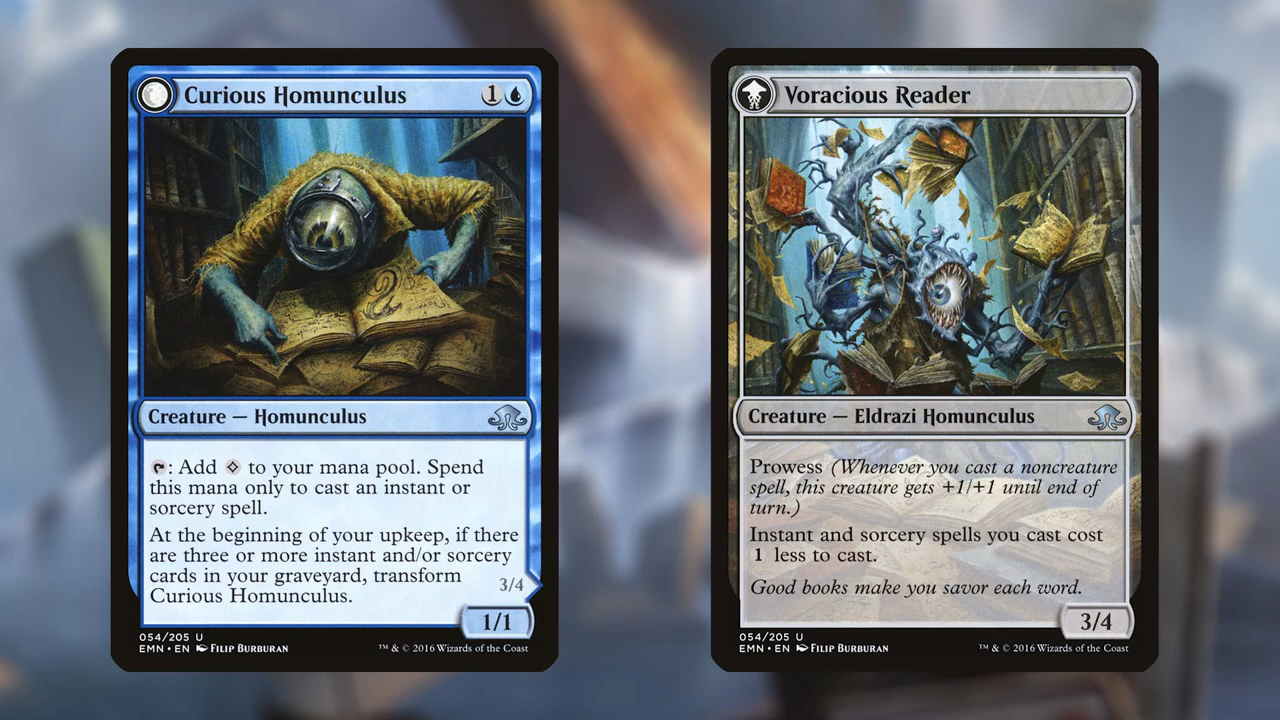 Curious Homunculus 1
Creature — Homunculus
: Add to your mana pool. Spend
this mana only to cast an instant or
sorcery spell.
At the beginning of your upkeep, if there
are three or more instant and/or sorcery
cards in your graveyard, transform
Curious Homunculus.
3/4
1/1
054/205 U
EMN • EN Filip Burburan
™ & © 2016 Wizards of the Coast
Voracious Reader
Creature — Eldrazi Homunculus
Prowess (Whenever you cast a noncreature
spell, this creature gets +1/+1 until end of
turn.)
Instant and sorcery spells you cast cost
1 less to cast.
Good books make you savor each word.
3/4
054/205 U
EMN • EN Filip Burburan
™ & © 2016 Wizards of the Coast